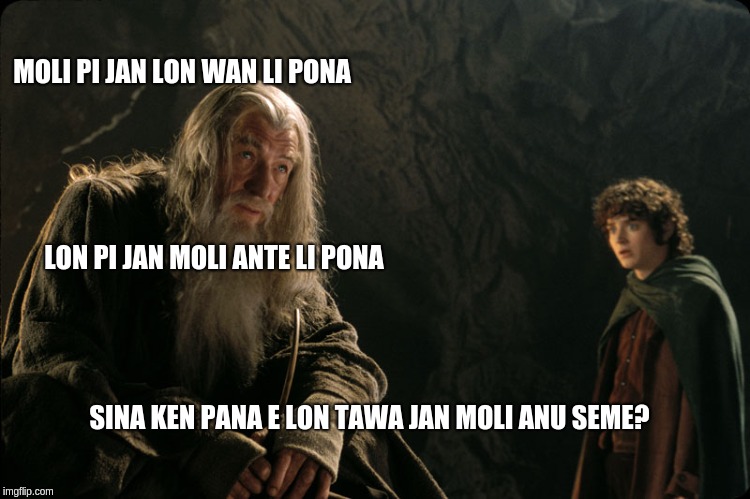 MOLI PI JAN LON WAN LI PONA
LON PI JAN MOLI ANTE LI PONA
SINA KEN PANA E LON TAWA JAN MOLI ANU SEME?
imgflip.com